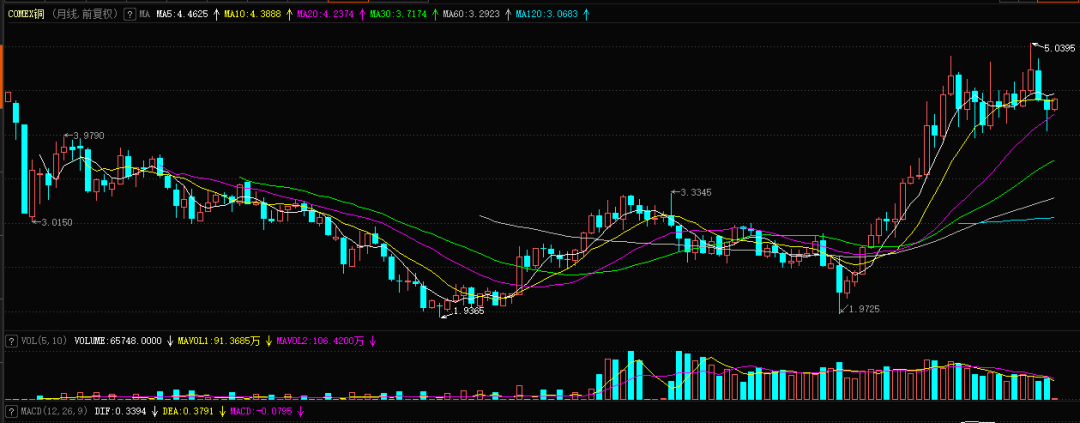 COMEX铜 (月线,前复权) ? MA MA5:4.4625 ↑ MA10:4.3888 ↑ MA20:4.2374 ↑ MA30:3.7174 ↑ MA60:3.2923 ↑ MA120:3.0683 ↑
5.0395
3.9790
3.3345
3.0150
1.9365
1.9725
? VOL(5,10) VOLUME:65748.0000 ↓ MAVOL1:91.3685万 ↓ MAVOL2:106.4200万 ↓
? MACD(12,26,9) DIF:0.3394 ↓ DEA:0.3791 ↓ MACD:-0.0795 ↓